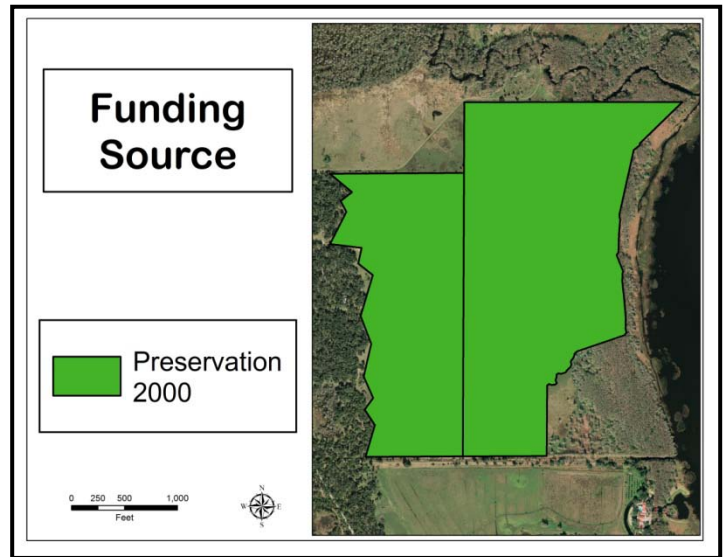 Funding
Source
Preservation
2000
0 250 500 1,000
Feet
N
W E
S